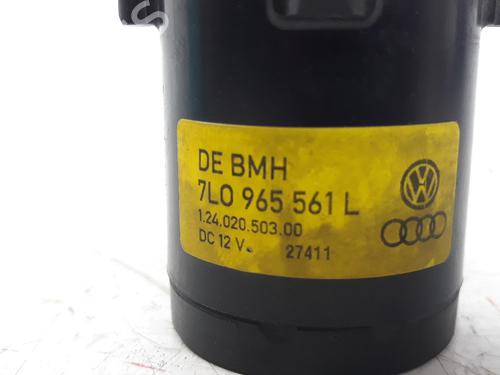 DE BMH
7L0 965 561 L
1.24.020.503.00
DC 12 V. 27411